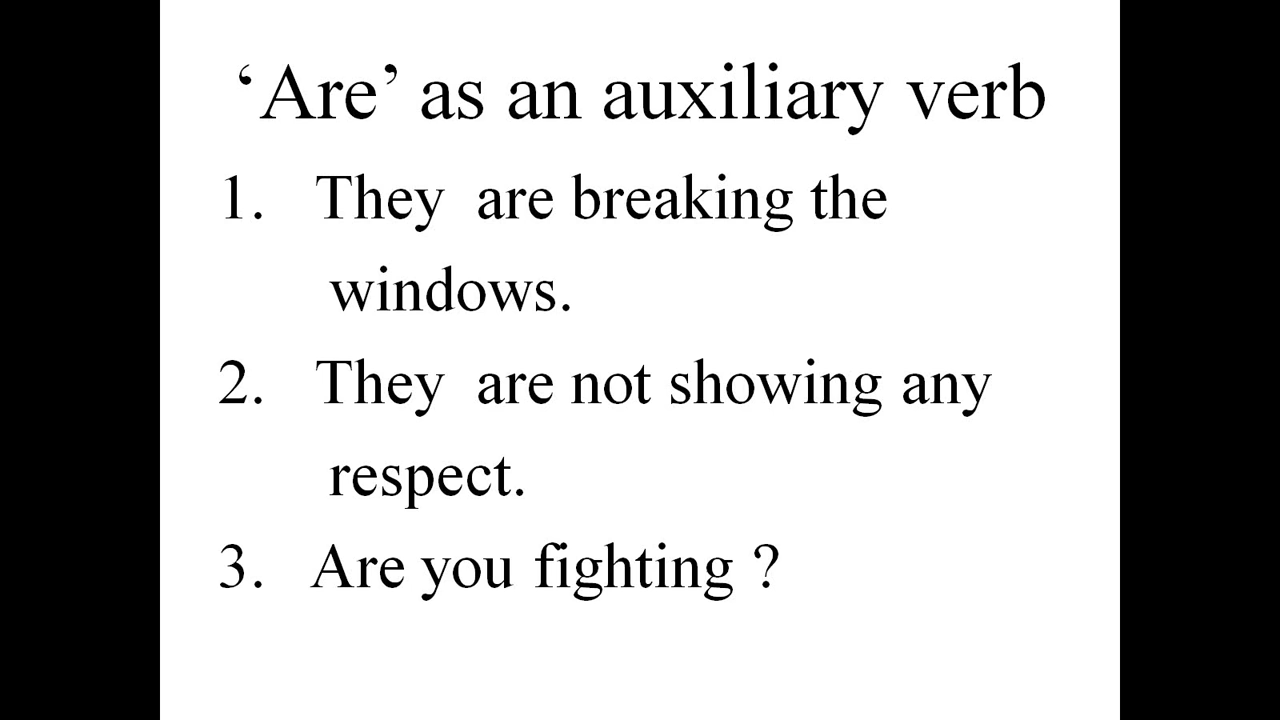 ‘Are’ as an auxiliary verb
1. They are breaking the
windows.
2. They are not showing any
respect.
3. Are you fighting ?